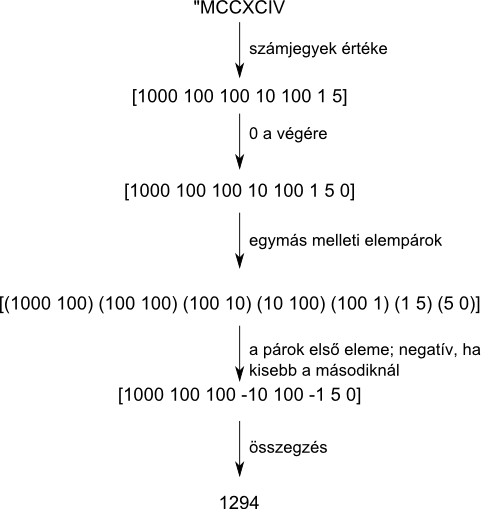 "MCCXCIV
számjegyek értéke
[1000 100 100 10 100 1 5]
0 a végére
[1000 100 100 10 100 1 5 0]
egymás melleti elempárok
[(1000 100) (100 100) (100 10) (10 100) (100 1) (1 5) (5 0)]
a párok első eleme; negatív, ha
kisebb a másodiknál
[1000 100 100 -10 100 -1 5 0]
összegzés
1294